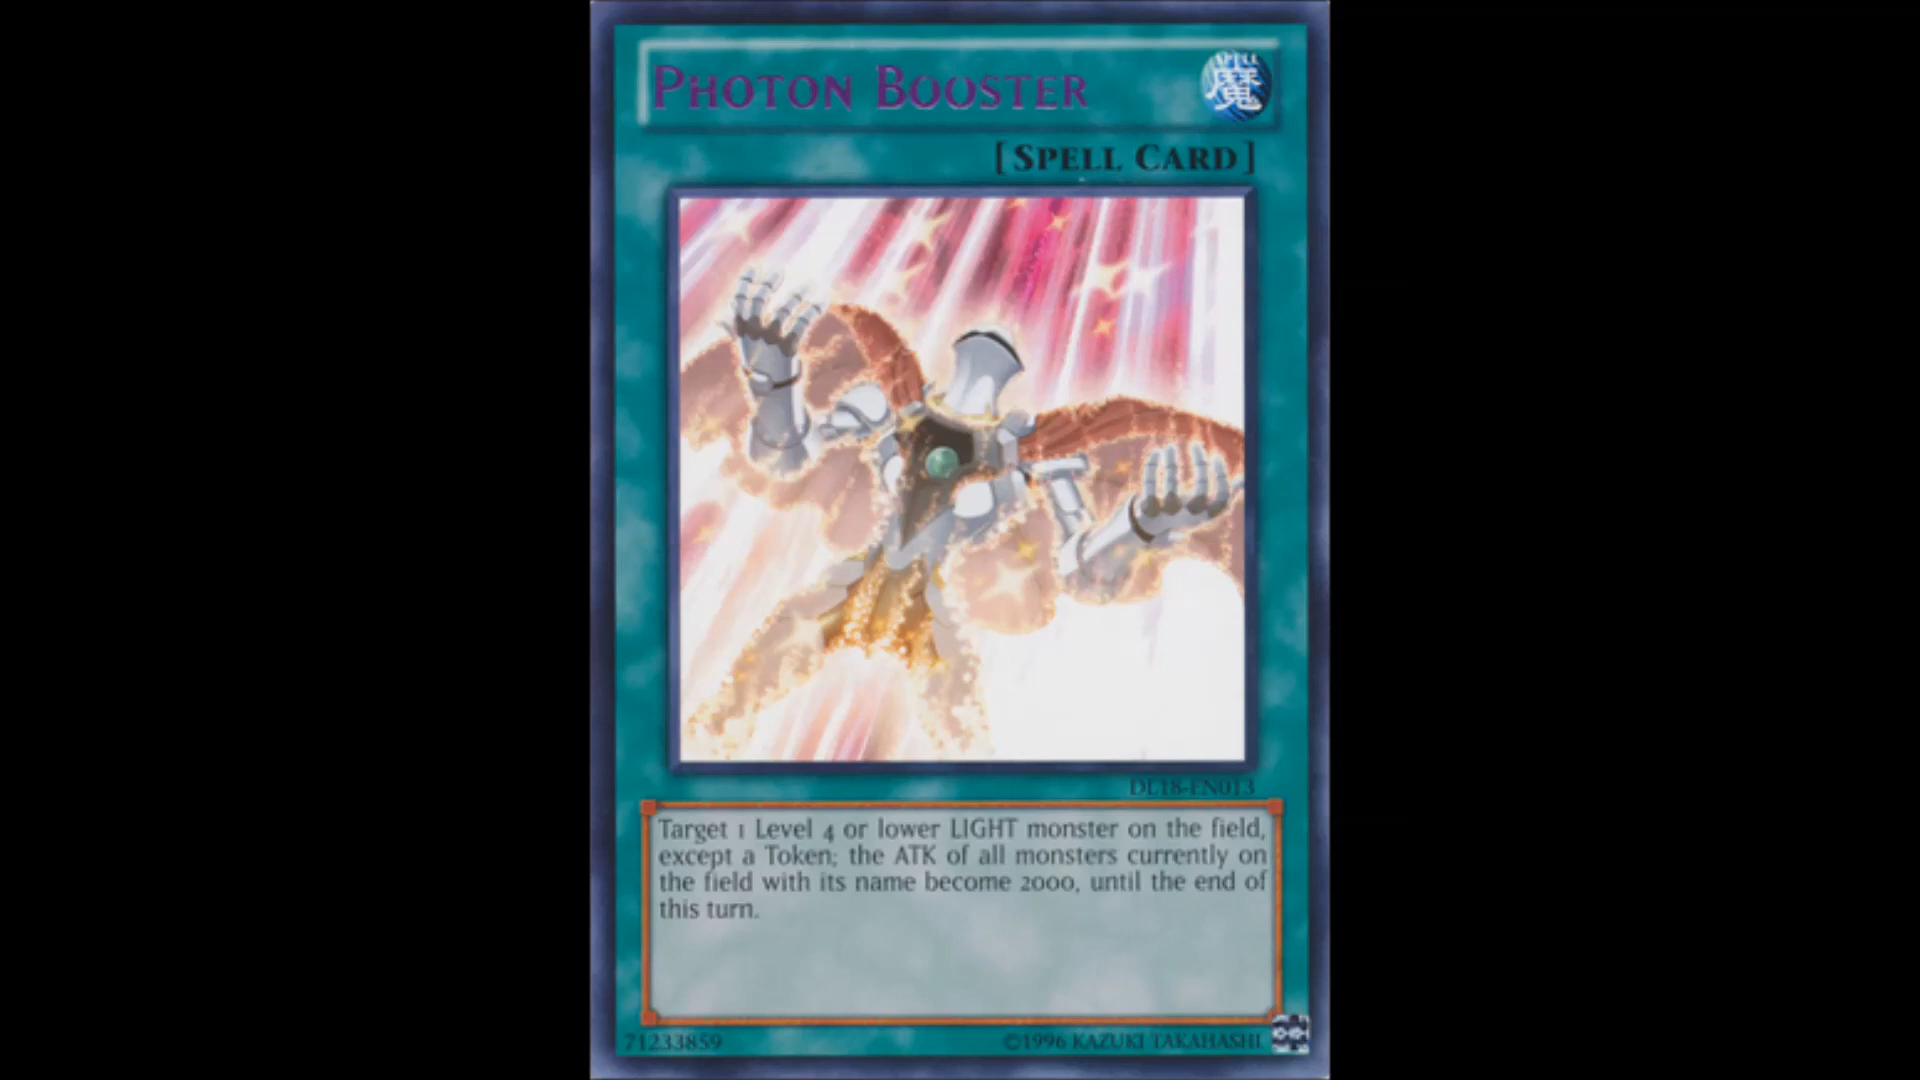 PHOTON BOOSTER
SPELL
魔
[SPELL CARD]
DL18-EN013
Target 1 Level 4 or lower LIGHT monster on the field,
except a Token; the ATK of all monsters currently on
the field with its name become 2000, until the end of
this turn.
71233859
©1996 KAZUKI TAKAHASHI